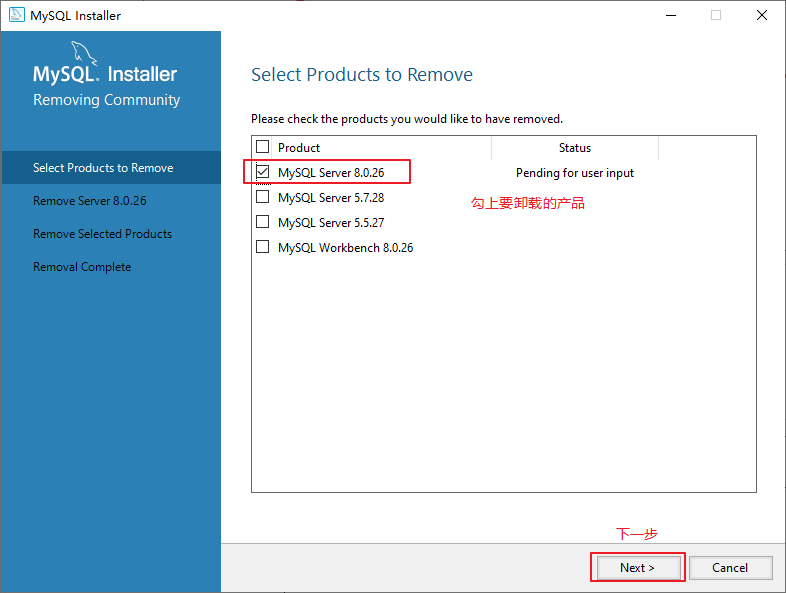 MySQL Installer
MySQL. Installer
Removing Community
Select Products to Remove
Remove Server 8.0.26
Remove Selected Products
Removal Complete
Select Products to Remove
Please check the products you would like to have removed.
Product Status
MySQL Server 8.0.26 Pending for user input
MySQL Server 5.7.28
勾上要卸载的产品
MySQL Server 5.5.27
MySQL Workbench 8.0.26
下一步
Next > Cancel